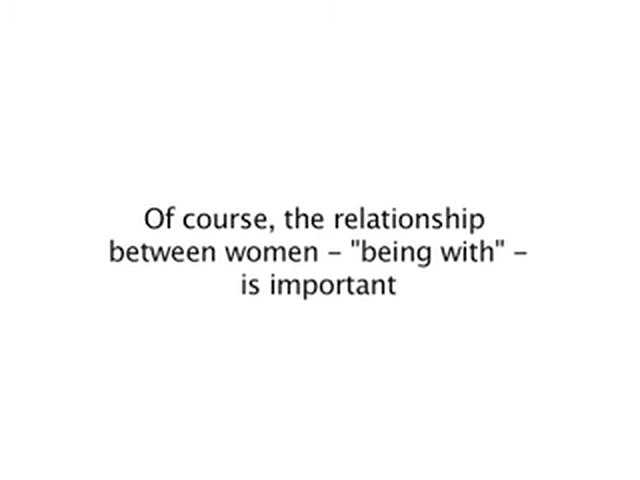 Of course, the relationship
between women – "being with" –
is important